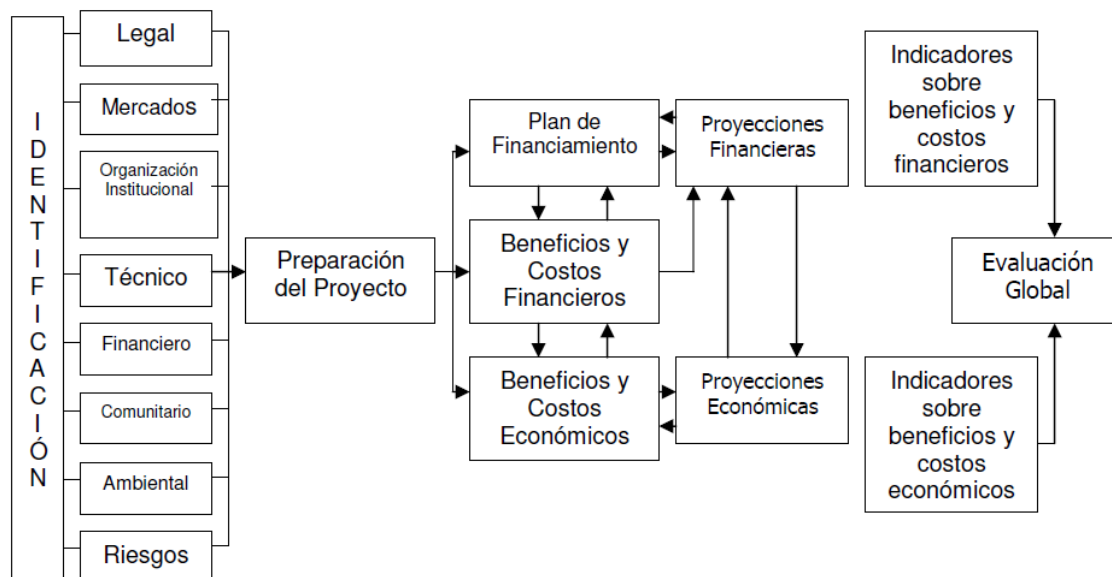 IDENTIFICACIÓN
Legal
Mercados
Organización
Institucional
Técnico
Financiero
Comunitario
Ambiental
Riesgos
Preparación
del Proyecto
Plan de
Financiamiento
Beneficios y
Costos
Financieros
Beneficios y
Costos
Económicos
Proyecciones
Financieras
Proyecciones
Económicas
Indicadores
sobre
beneficios y
costos
financieros
Evaluación
Global
Indicadores
sobre
beneficios y
costos
económicos